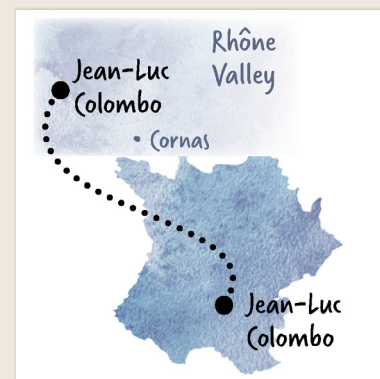 Rhône
Valley
Jean-Luc
Colombo
Cornas
Jean-Luc
Colombo